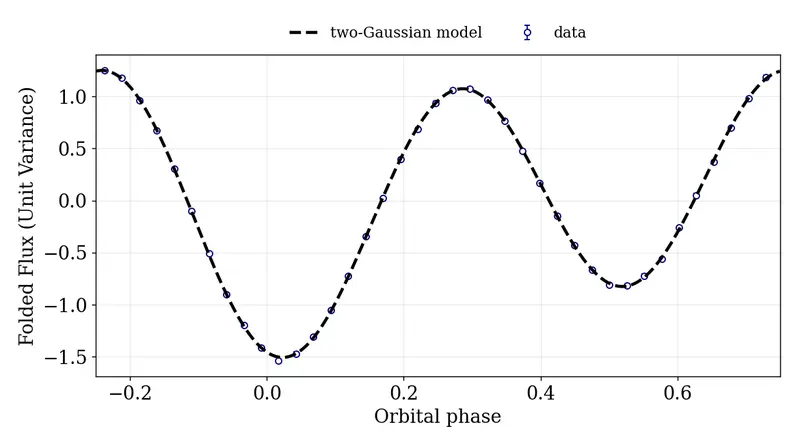 two-Gaussian model data
Folded Flux (Unit Variance)
1.0
0.5
0.0
−0.5
−1.0
−1.5
−0.2 0.0 0.2 0.4 0.6
Orbital phase